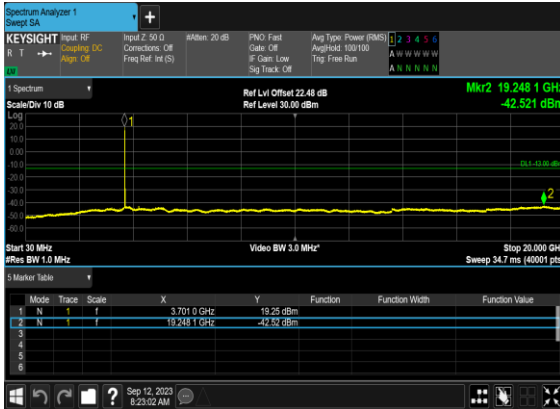 Spectrum Analyzer 1
Swept SA
+
KEYSIGHT
R T
Input: RF
Coupling: DC
Align: Off
Input Z: 50 Ω
Corrections: Off
Freq Ref: Int (S)
#Atten: 20 dB
PNO: Fast
Gate: Off
IF Gain: Low
Sig Track: Off
Avg Type: Power (RMS)
Avg|Hold: 100/100
Trig: Free Run
1 2 3 4 5 6
A W W W W W
A N N N N N
1 Spectrum
Scale/Div 10 dB
Ref Lvl Offset 22.48 dB
Ref Level 30.00 dBm
Mkr2 19.248 1 GHz
-42.521 dBm
Log
20.0
10.0
0.00
-10.0
-20.0
-30.0
-40.0
-50.0
-60.0
1
DL1 -13.00 dBm
2
Start 30 MHz
#Res BW 1.0 MHz
Video BW 3.0 MHz*
Stop 20.000 GHz
Sweep 34.7 ms (40001 pts)
5 Marker Table
Mode Trace Scale X Y Function Function Width Function Value
1 N 1 f 3.701 0 GHz 19.25 dBm
2 N 1 f 19.248 1 GHz -42.52 dBm
3
4
5
6
?
Sep 12, 2023
8:23:02 AM